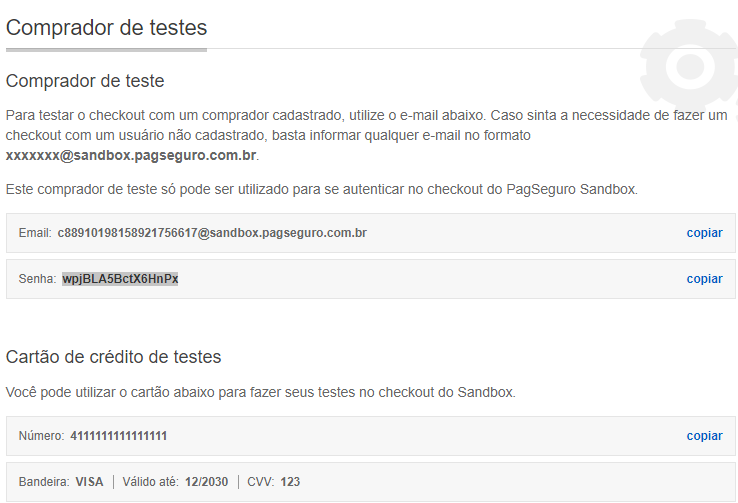 Comprador de testes
Comprador de teste
Para testar o checkout com um comprador cadastrado, utilize o e-mail abaixo. Caso sinta a necessidade de fazer um
checkout com um usuário não cadastrado, basta informar qualquer e-mail no formato
xxxxxxx@sandbox.pagseguro.com.br.
Este comprador de teste só pode ser utilizado para se autenticar no checkout do PagSeguro Sandbox.
Email: c88910198158921756617@sandbox.pagseguro.com.br copiar
Senha: wpjBLA5BctX6HnPx copiar
Cartão de crédito de testes
Você pode utilizar o cartão abaixo para fazer seus testes no checkout do Sandbox.
Número: 4111111111111111 copiar
Bandeira: VISA | Válido até: 12/2030 | CVV: 123